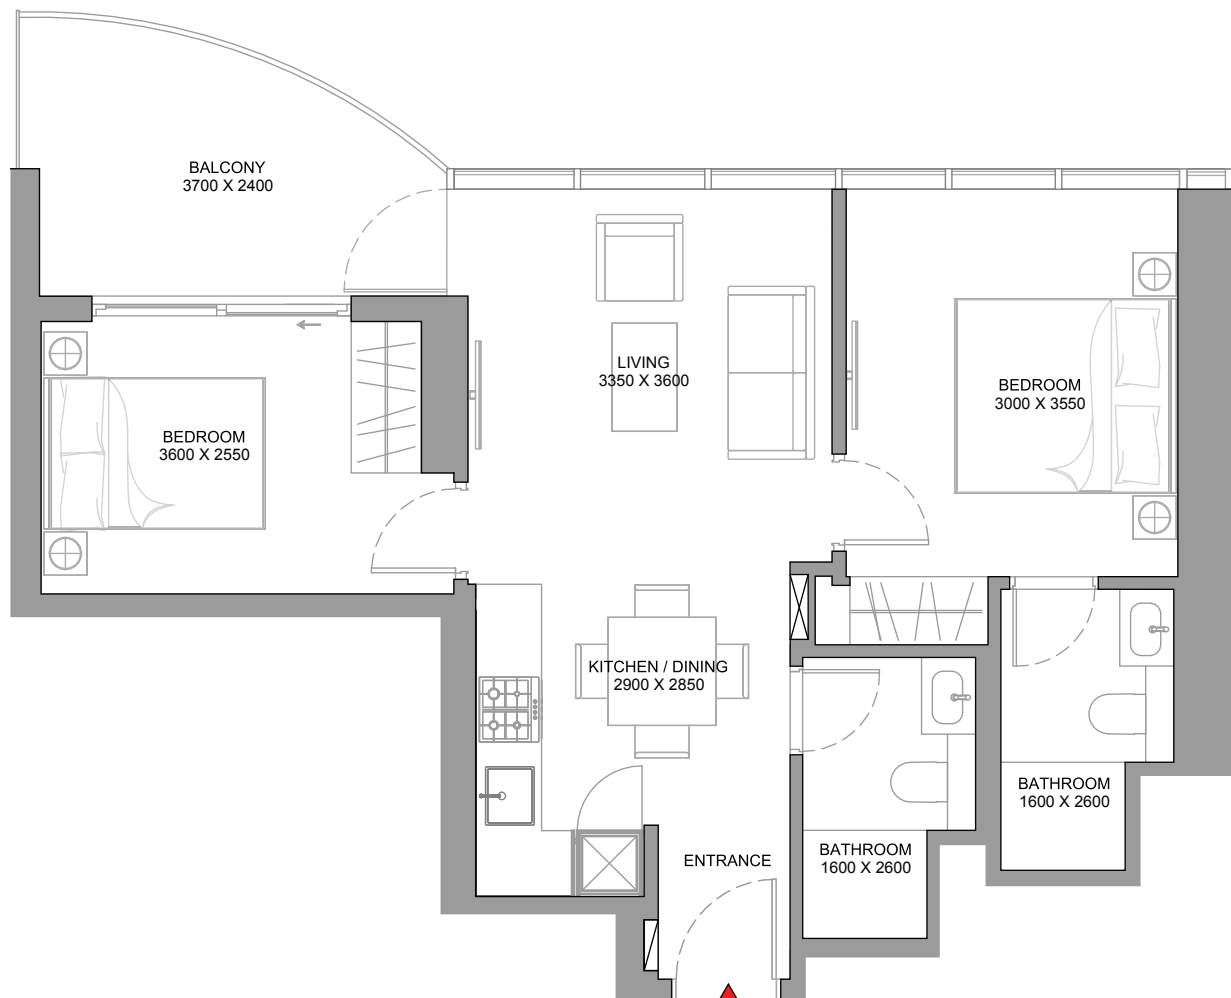 BALCONY
3700 X 2400
LIVING
3350 X 3600
BEDROOM
3000 X 3550
BEDROOM
3600 X 2550
KITCHEN / DINING
2900 X 2850
BATHROOM
1600 X 2600
ENTRANCE
BATHROOM
1600 X 2600